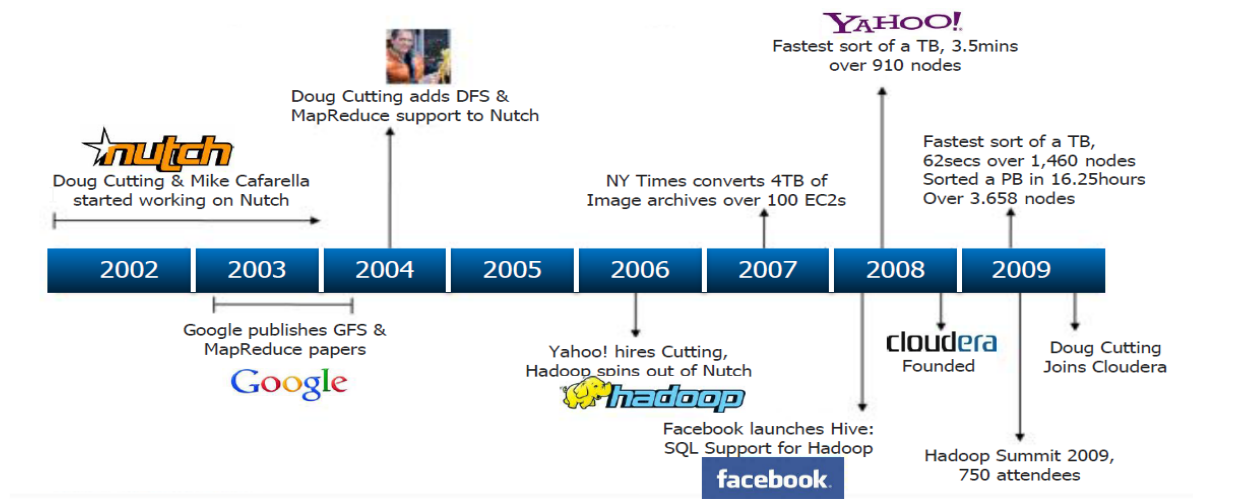 YAHOO!
Fastest sort of a TB, 3.5mins
over 910 nodes
Doug Cutting adds DFS &
MapReduce support to Nutch
nutch
Doug Cutting & Mike Cafarella
started working on Nutch
NY Times converts 4TB of
Image archives over 100 EC2s
Fastest sort of a TB,
62secs over 1,460 nodes
Sorted a PB in 16.25hours
Over 3.658 nodes
2002 2003 2004 2005 2006 2007 2008 2009
Google publishes GFS &
MapReduce papers
Google
Yahoo! hires Cutting,
Hadoop spins out of Nutch
hadoop
Facebook launches Hive:
SQL Support for Hadoop
facebook.
cloudera
Founded
Hadoop Summit 2009,
750 attendees
Doug Cutting
Joins Cloudera